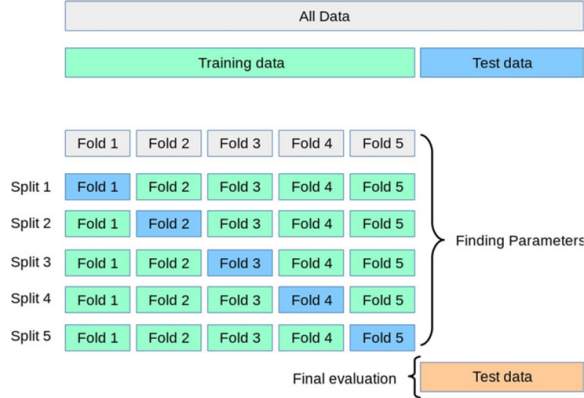 All Data
Training data Test data
Fold 1 Fold 2 Fold 3 Fold 4 Fold 5
Split 1 Fold 1 Fold 2 Fold 3 Fold 4 Fold 5
Split 2 Fold 1 Fold 2 Fold 3 Fold 4 Fold 5
Finding Parameters
Split 3 Fold 1 Fold 2 Fold 3 Fold 4 Fold 5
Split 4 Fold 1 Fold 2 Fold 3 Fold 4 Fold 5
Split 5 Fold 1 Fold 2 Fold 3 Fold 4 Fold 5
Final evaluation Test data